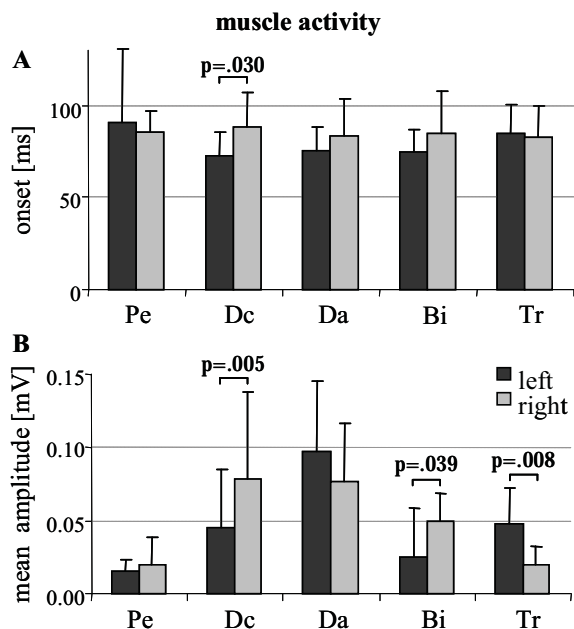 muscle activity
A
p=.030
onset [ms]
100
50
0
Pe Dc Da Bi Tr
B
p=.005
mean amplitude [mV]
0.15
left
right
0.10
p=.039
p=.008
0.05
0.00
Pe Dc Da Bi Tr